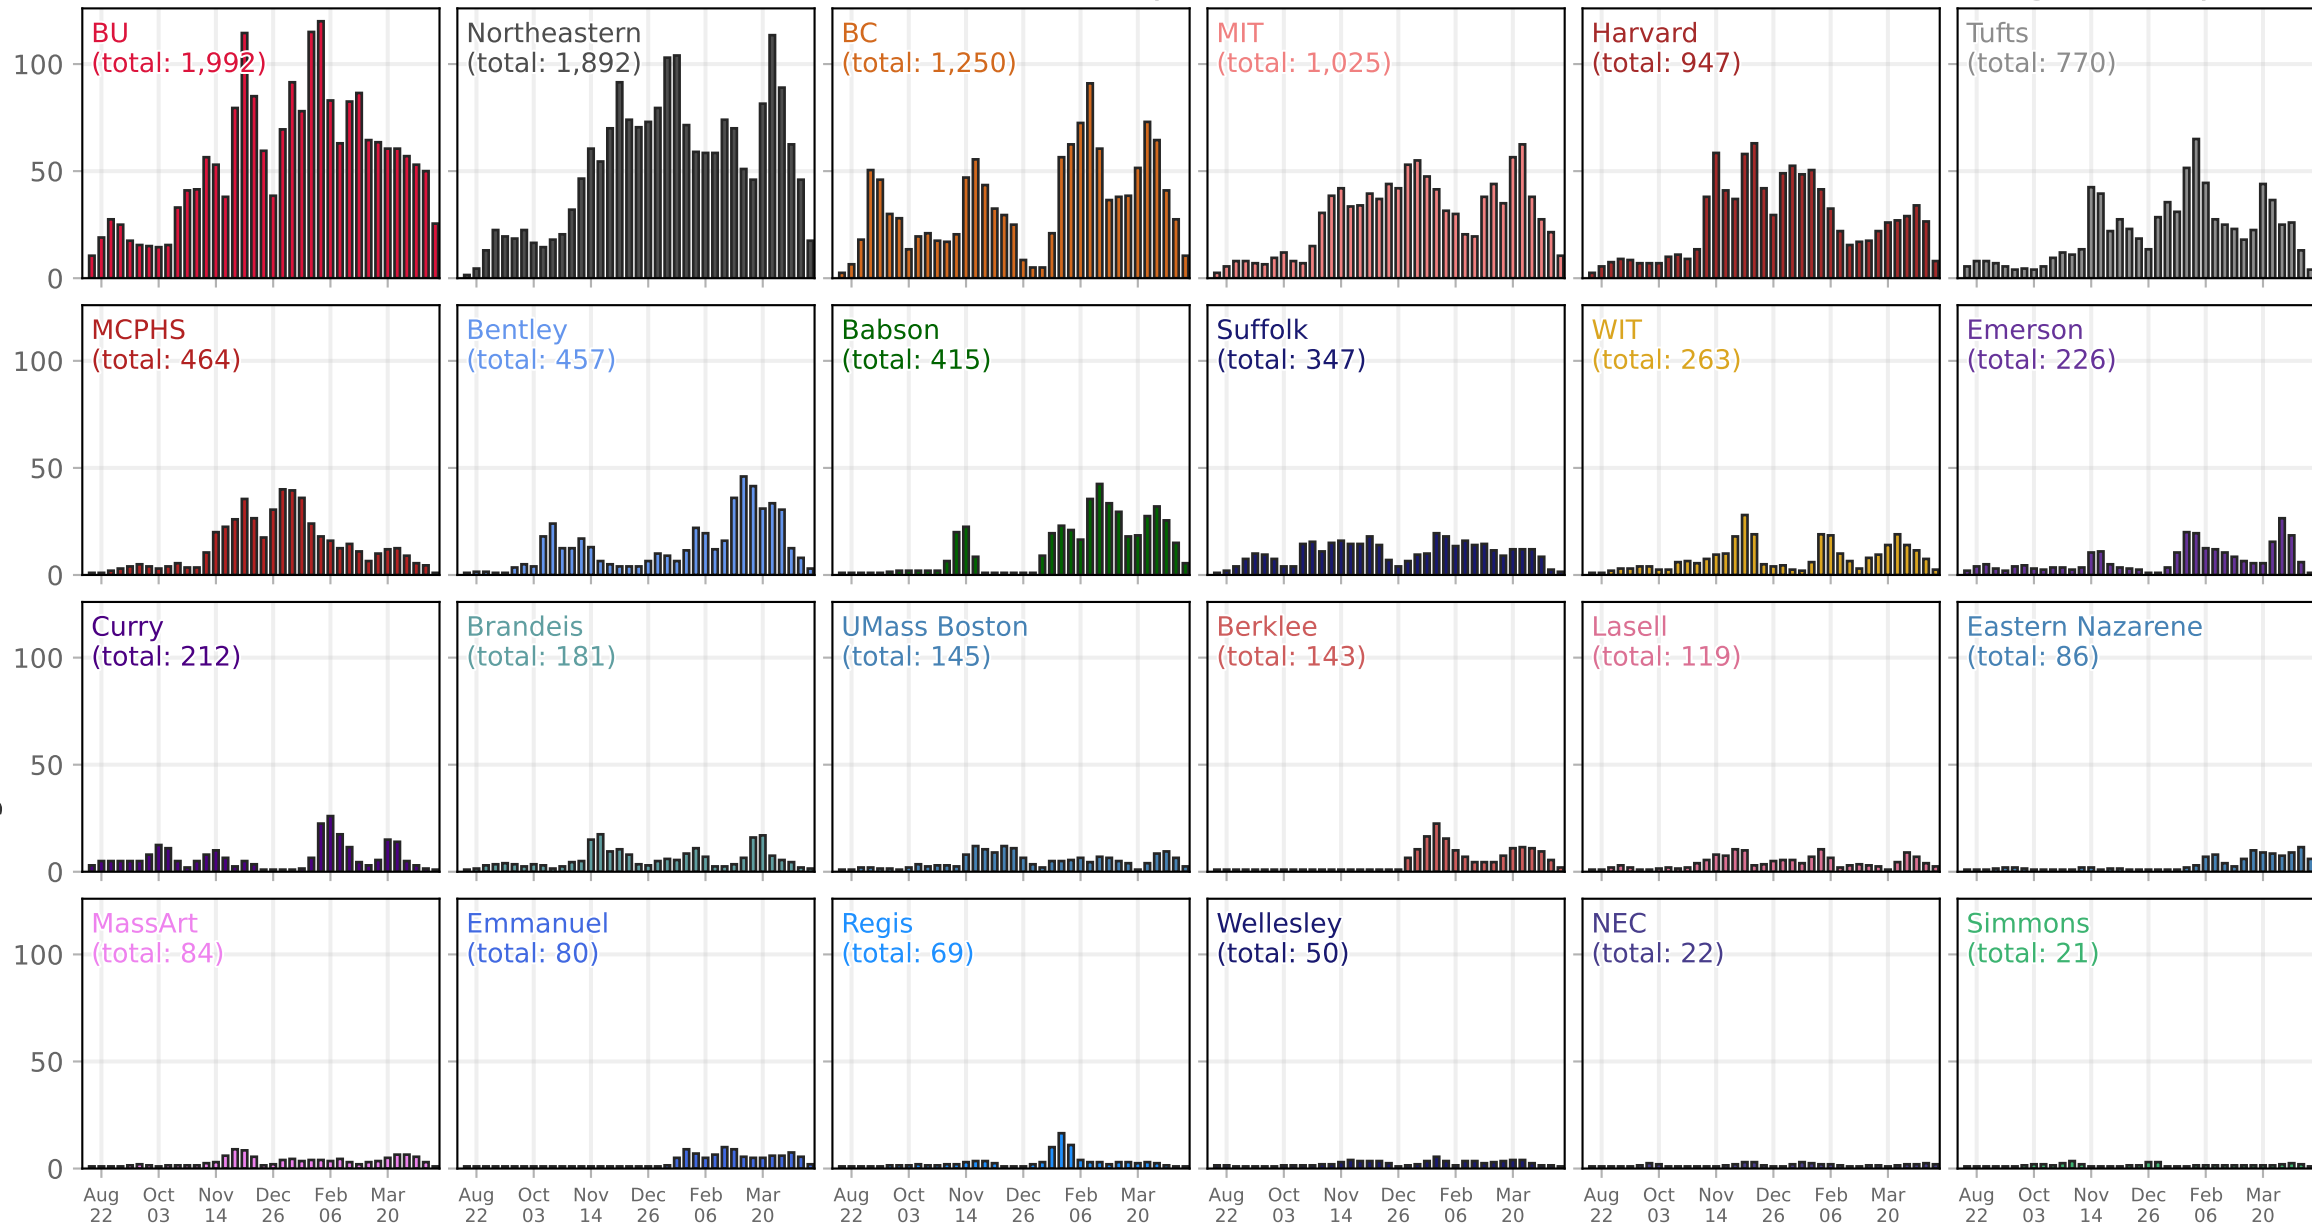 BU
(total: 1,992)
Northeastern
(total: 1,892)
BC
(total: 1,250)
MIT
(total: 1,025)
Harvard
(total: 947)
Tufts
(total: 770)
100
50
0
MCPHS
(total: 464)
Bentley
(total: 457)
Babson
(total: 415)
Suffolk
(total: 347)
WIT
(total: 263)
Emerson
(total: 226)
100
50
0
Curry
(total: 212)
Brandeis
(total: 181)
UMass Boston
(total: 145)
Berklee
(total: 143)
Lasell
(total: 119)
Eastern Nazarene
(total: 86)
100
50
0
MassArt
(total: 84)
Emmanuel
(total: 80)
Regis
(total: 69)
Wellesley
(total: 50)
NEC
(total: 22)
Simmons
(total: 21)
100
50
0
Aug Oct Nov Dec Feb Mar Aug Oct Nov Dec Feb Mar Aug Oct Nov Dec Feb Mar Aug Oct Nov Dec Feb Mar Aug Oct Nov Dec Feb Mar Aug Oct Nov Dec Feb Mar
22 03 14 26 06 20 22 03 14 26 06 20 22 03 14 26 06 20 22 03 14 26 06 20 22 03 14 26 06 20 22 03 14 26 06 20